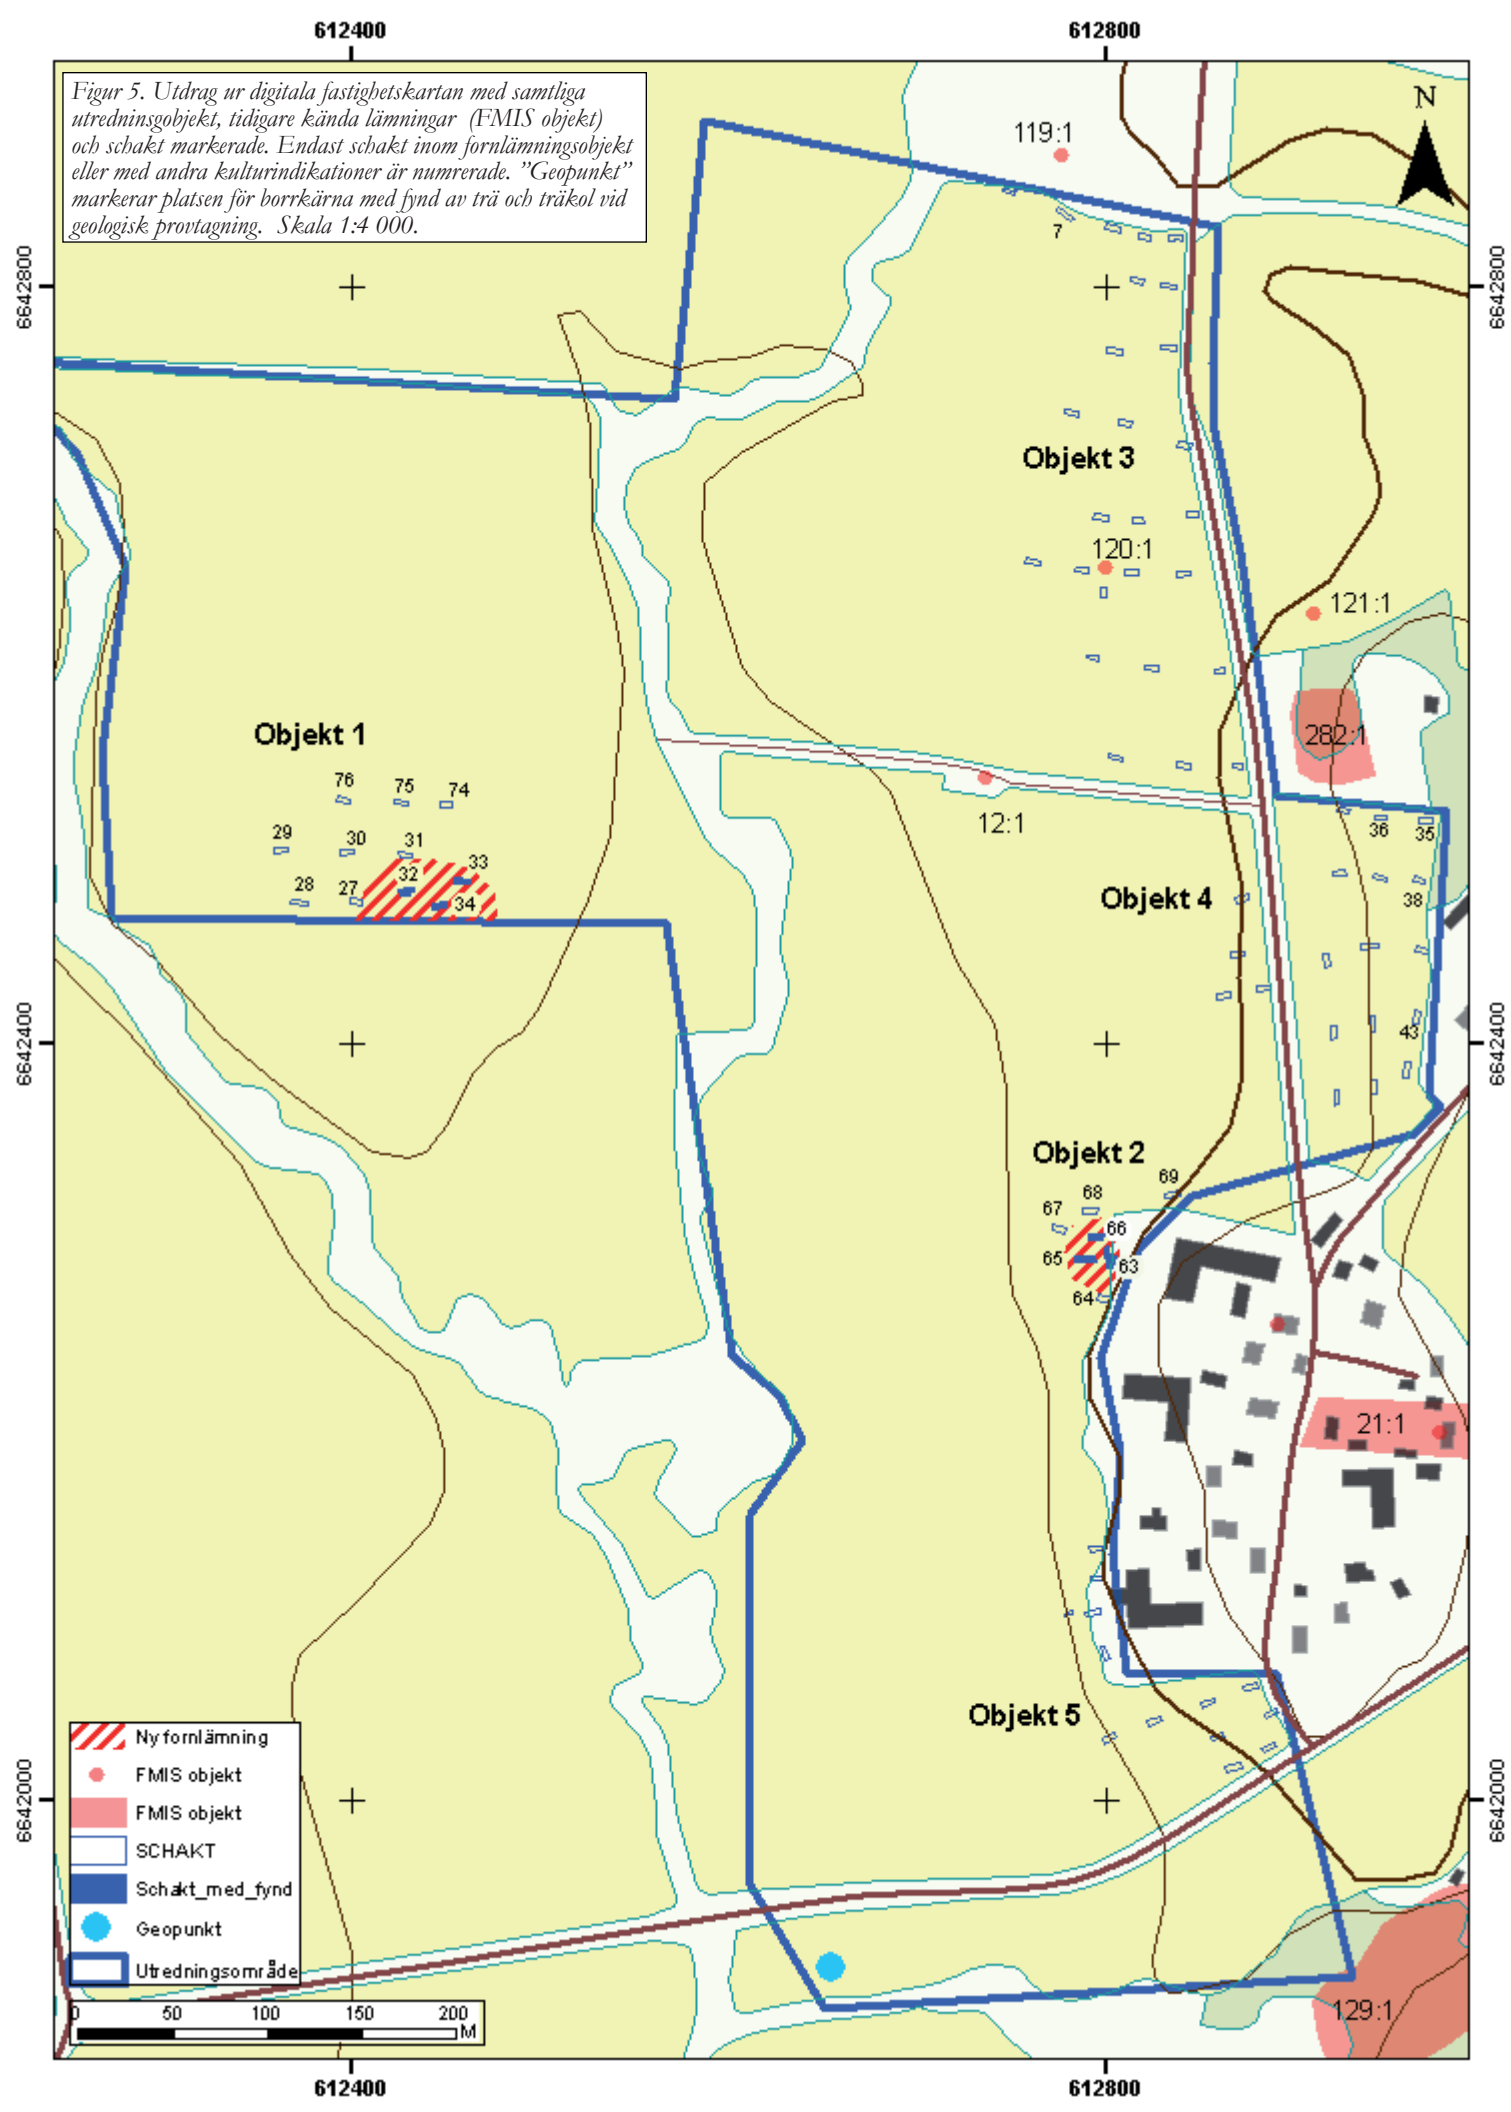 612400
612800
Figur 5. Utdrag ur digitala fastighetskartan med samtliga
utredninsgobjekt, tidigare kända lämningar (FMIS objekt)
och schakt markerade. Endast schakt inom fornlämningsobjekt
eller med andra kulturindikationer är numrerade. ”Geopunkt”
markerar platsen för borrkärna med fynd av trä och träkol vid
geologisk provtagning. Skala 1:4 000.
N
119:1
7
6642800
6642800
Objekt 3
120:1
121:1
Objekt 1
282:1
76
75
74
12:1
29
30
31
36
35
32
33
28
27
34
Objekt 4
38
43
6642400
6642400
Objekt 2
69
68
67
66
65
63
64
21:1
Objekt 5
Ny fornlämning
FMIS objekt
FMIS objekt
SCHAKT
Schakt_med_fynd
Geopunkt
Utredningsområde
6642000
6642000
129:1
0 50 100 150 200
M
612400
612800